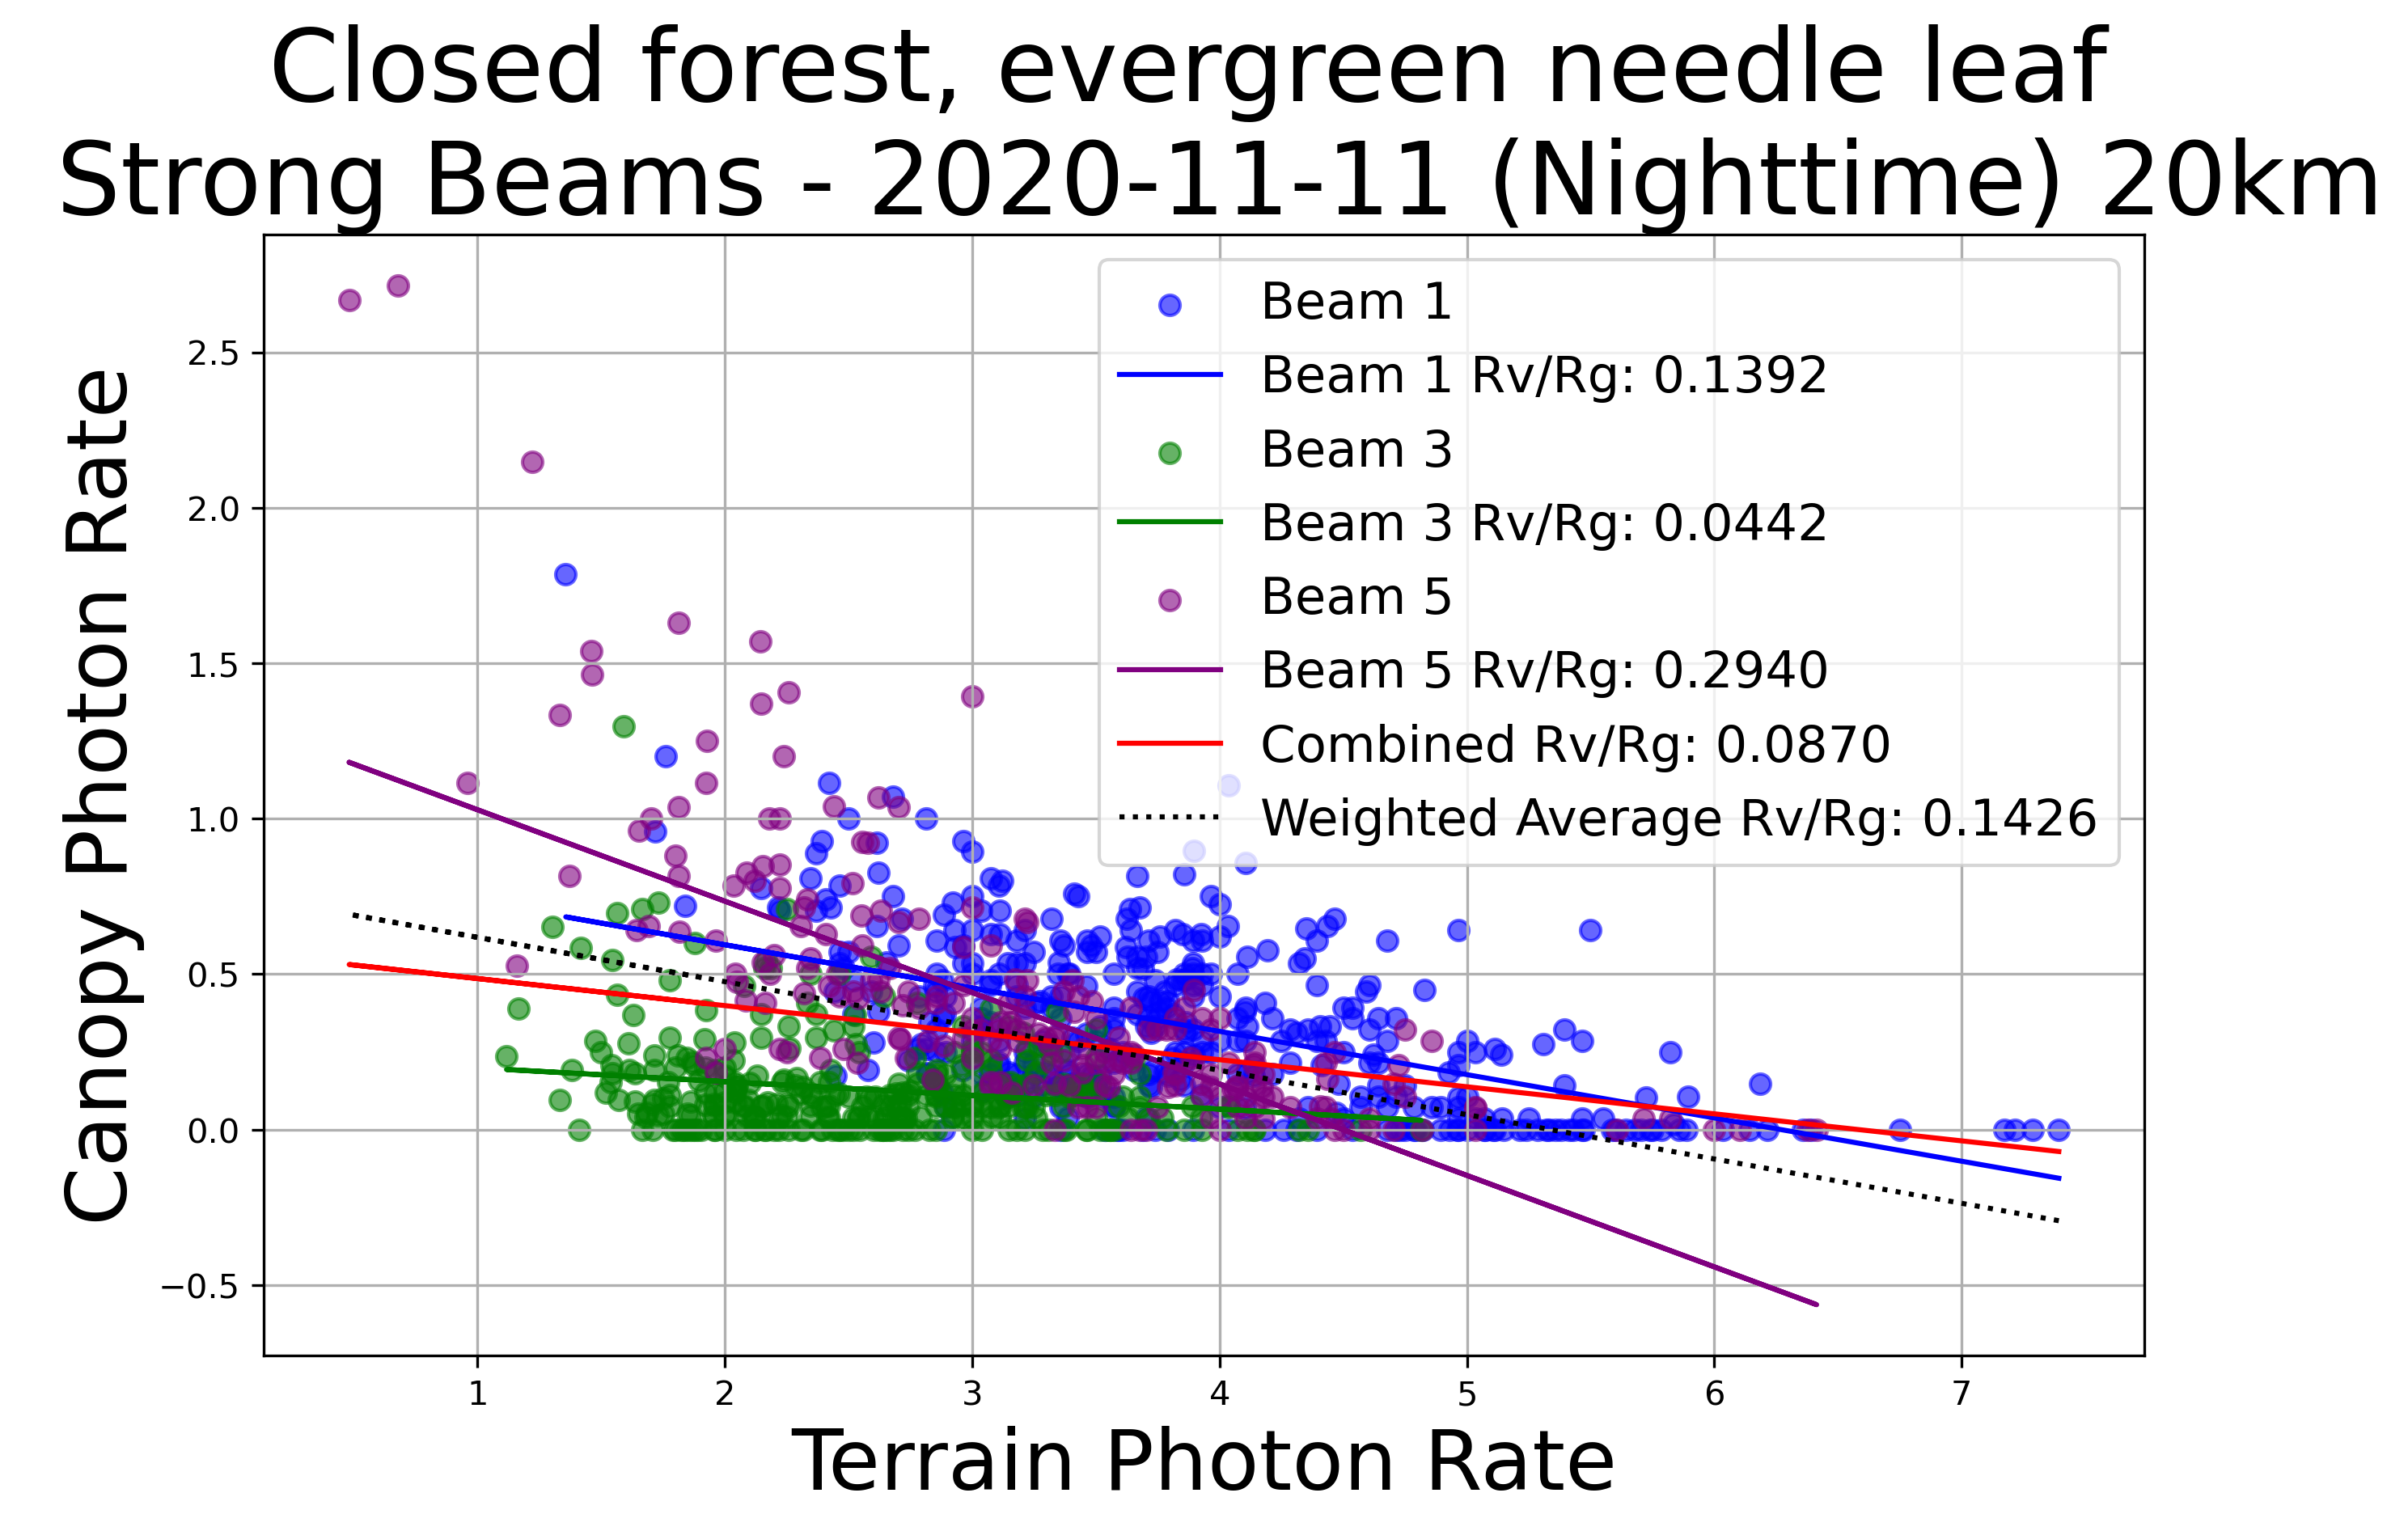 Closed forest, evergreen needle leaf
Strong Beams - 2020-11-11 (Nighttime) 20km
Canopy Photon Rate
2.5
2.0
1.5
1.0
0.5
0.0
−0.5
Beam 1
Beam 1 Rv/Rg: 0.1392
Beam 3
Beam 3 Rv/Rg: 0.0442
Beam 5
Beam 5 Rv/Rg: 0.2940
Combined Rv/Rg: 0.0870
Weighted Average Rv/Rg: 0.1426
1 2 3 4 5 6 7
Terrain Photon Rate